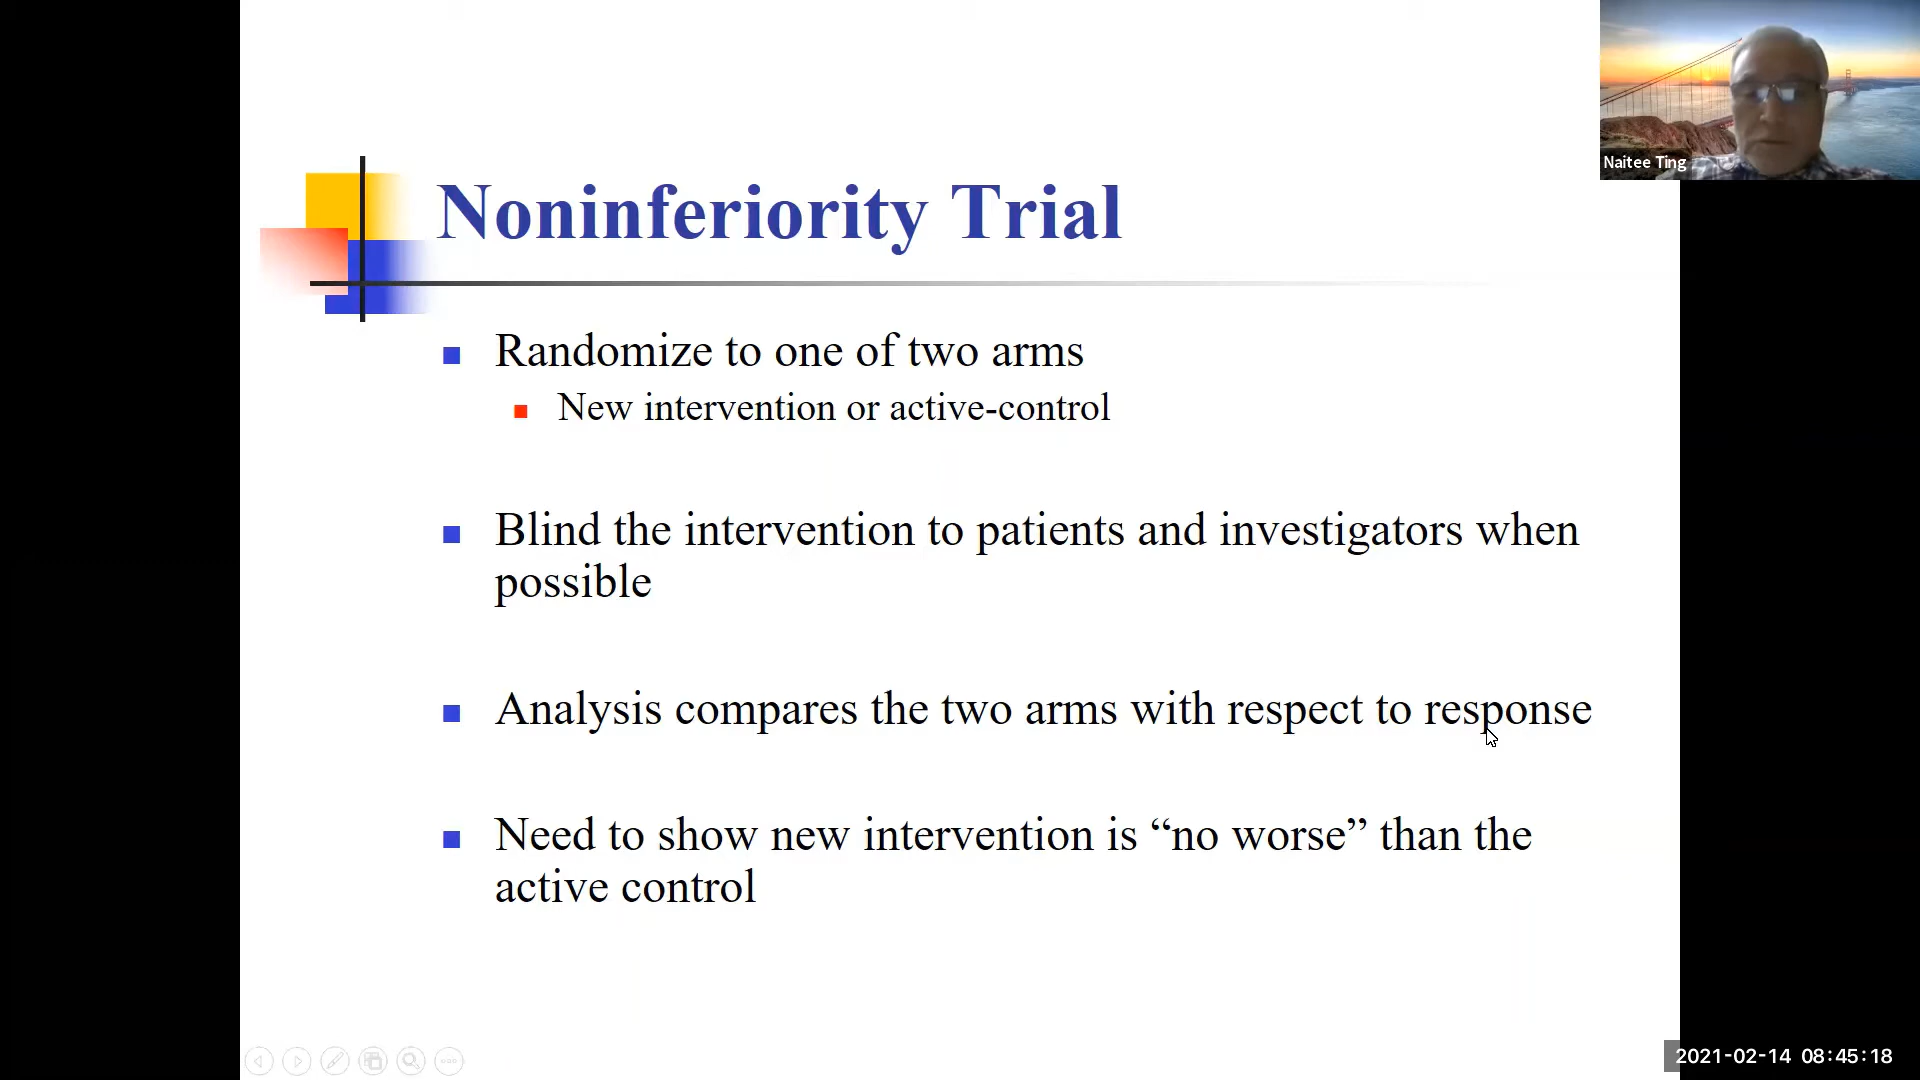 Naitee Ting
Noninferiority Trial
Randomize to one of two arms
New intervention or active-control
Blind the intervention to patients and investigators when
possible
Analysis compares the two arms with respect to response
Need to show new intervention is “no worse” than the
active control
2021-02-14 08:45:18